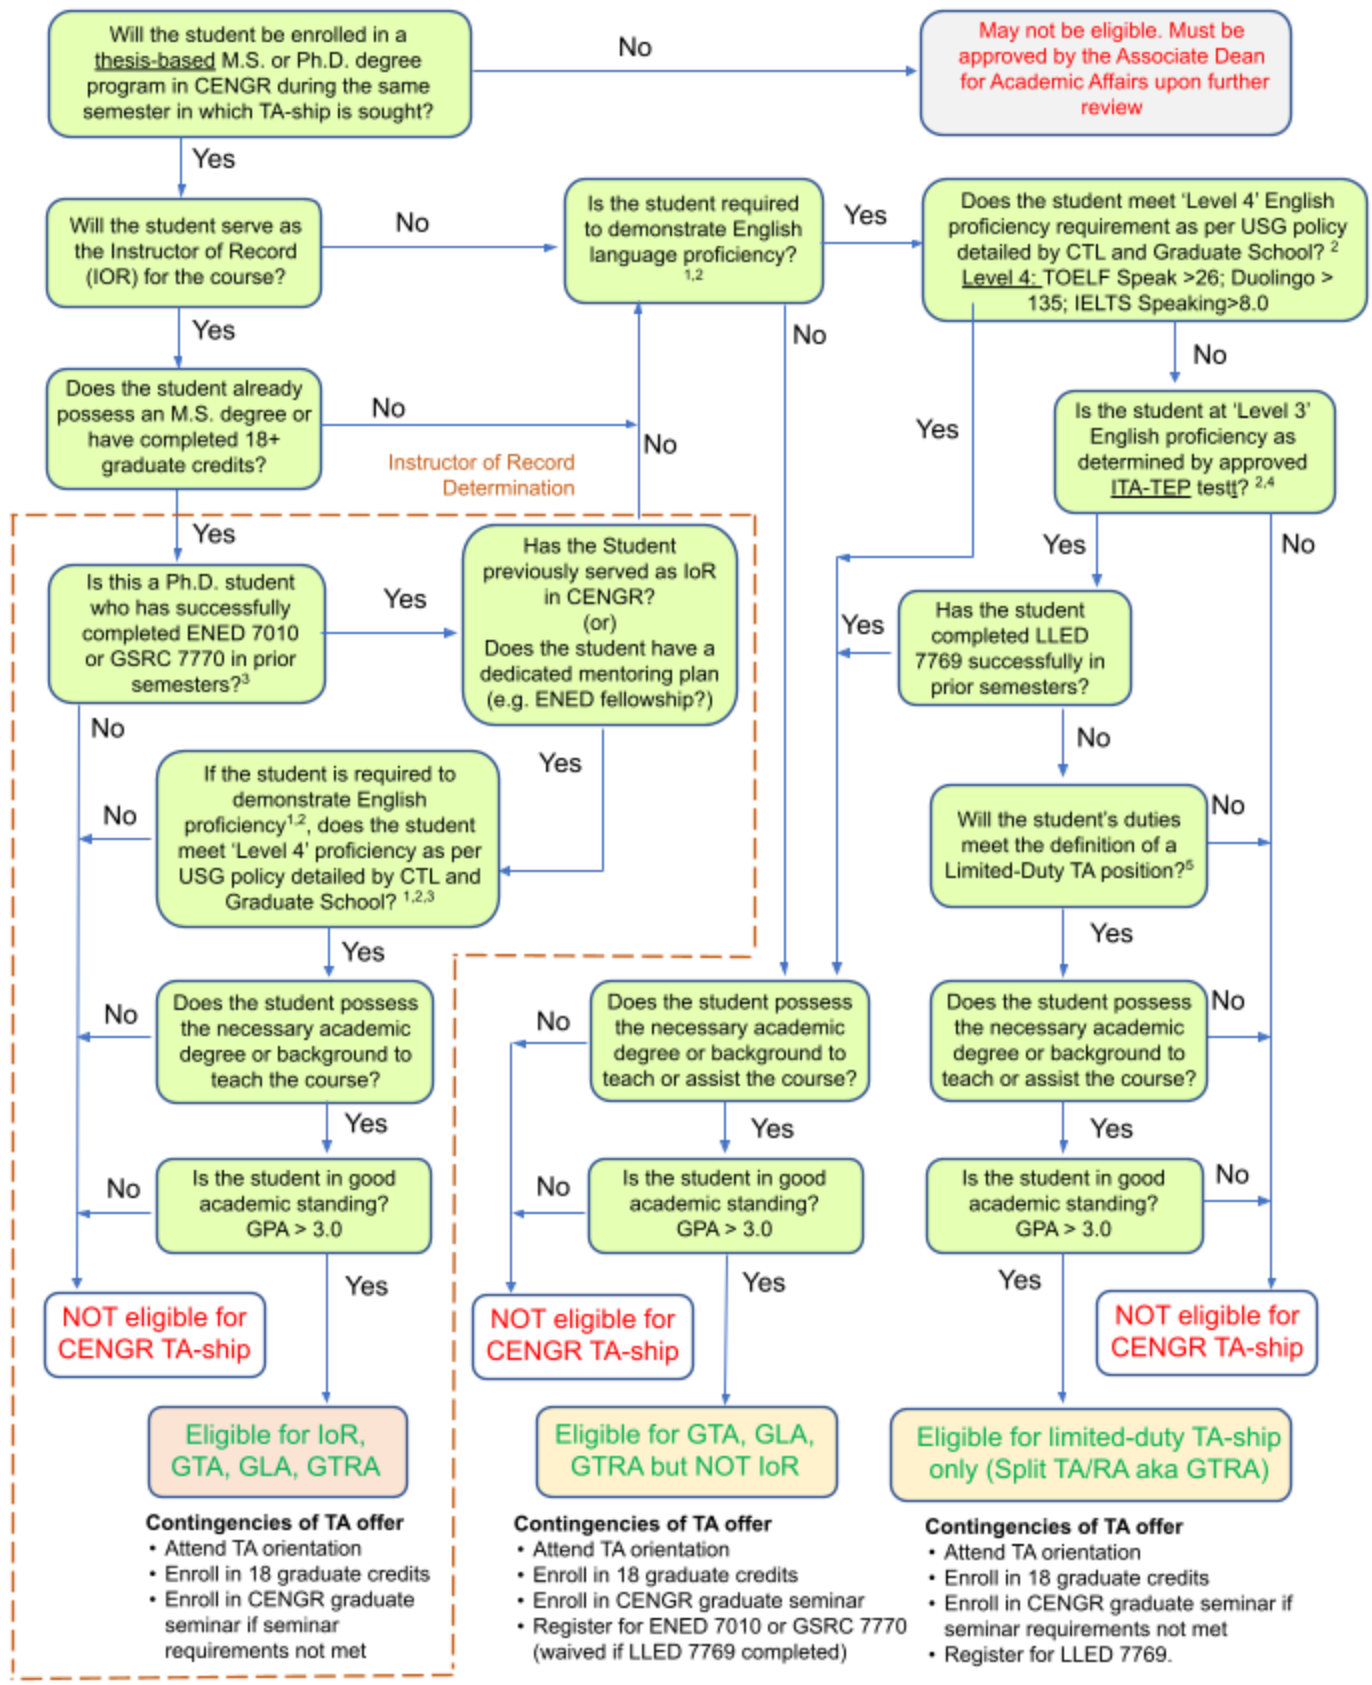 Will the student be enrolled in a
thesis-based M.S. or Ph.D. degree
program in CENGR during the same
semester in which TA-ship is sought?
No
May not be eligible. Must be
approved by the Associate Dean
for Academic Affairs upon further
review
Yes
Will the student serve as
the Instructor of Record
(IOR) for the course?
No
Is the student required
to demonstrate English
language proficiency?
1,2
Yes
Does the student meet ‘Level 4’ English
proficiency requirement as per USG policy
detailed by CTL and Graduate School? 2
Level 4: TOELF Speak >26; Duolingo >
135; IELTS Speaking>8.0
Yes
No
No
Does the student already
possess an M.S. degree or
have completed 18+
graduate credits?
No
No
Instructor of Record
Determination
Yes
Is the student at ‘Level 3’
English proficiency as
determined by approved
ITA-TEP testt? 2,4
Yes
Yes
No
Is this a Ph.D. student
who has successfully
completed ENED 7010
or GSRC 7770 in prior
semesters?3
Yes
Has the Student
previously served as IoR
in CENGR?
(or)
Does the student have a
dedicated mentoring plan
(e.g. ENED fellowship?)
Yes
Has the student
completed LLED
7769 successfully in
prior semesters?
No
Yes
No
If the student is required to
demonstrate English
proficiency1,2, does the student
meet ‘Level 4’ proficiency as per
USG policy detailed by CTL and
Graduate School? 1,2,3
No
Will the student’s duties
meet the definition of a
Limited-Duty TA position?5
No
Yes
Yes
Does the student possess
the necessary academic
degree or background to
teach the course?
No
Does the student possess
the necessary academic
degree or background to
teach or assist the course?
No
Does the student possess
the necessary academic
degree or background to
teach or assist the course?
No
Yes
Yes
Yes
Is the student in good
academic standing?
GPA > 3.0
No
Is the student in good
academic standing?
GPA > 3.0
No
Is the student in good
academic standing?
GPA > 3.0
No
Yes
Yes
Yes
NOT eligible for
CENGR TA-ship
NOT eligible for
CENGR TA-ship
NOT eligible for
CENGR TA-ship
Eligible for IoR,
GTA, GLA, GTRA
Eligible for GTA, GLA,
GTRA but NOT IoR
Eligible for limited-duty TA-ship
only (Split TA/RA aka GTRA)
Contingencies of TA offer
• Attend TA orientation
• Enroll in 18 graduate credits
• Enroll in CENGR graduate
seminar if seminar
requirements not met
Contingencies of TA offer
• Attend TA orientation
• Enroll in 18 graduate credits
• Enroll in CENGR graduate seminar
• Register for ENED 7010 or GSRC 7770
(waived if LLED 7769 completed)
Contingencies of TA offer
• Attend TA orientation
• Enroll in 18 graduate credits
• Enroll in CENGR graduate seminar if
seminar requirements not met
• Register for LLED 7769.